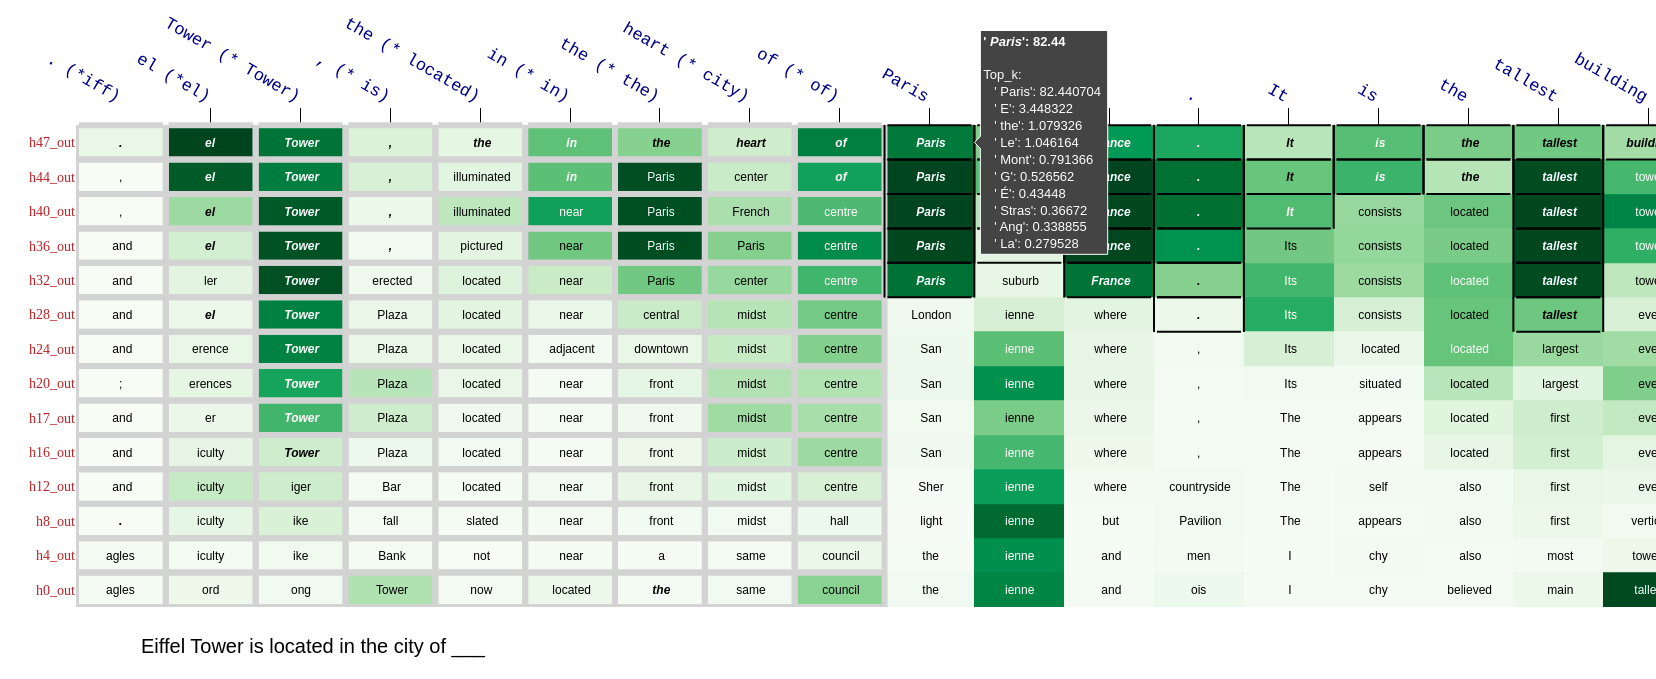 . (*iff) el (*el) Tower (* Tower) , (* is) the (* located) in (* in) the (* the) heart (* city) of (* of) Paris . It is the tallest building
' Paris': 82.44
Top_k:
' Paris': 82.440704
' E': 3.448322
' the': 1.079326
' Le': 1.046164
' Mont': 0.791366
' G': 0.526562
' É': 0.43448
' Stras': 0.36672
' Ang': 0.338855
' La': 0.279528
h47_out . el Tower , the in the heart of Paris nce . It is the tallest build
h44_out , el Tower , illuminated in Paris center of Paris nce . It is the tallest towe
h40_out , el Tower , illuminated near Paris French centre Paris nce . It consists located tallest towe
h36_out and el Tower , pictured near Paris Paris centre Paris nce . Its consists located tallest towe
h32_out and ler Tower erected located near Paris center centre Paris suburb France . Its consists located tallest towe
h28_out and el Tower Plaza located near central midst centre London ienne where . Its consists located tallest eve
h24_out and erence Tower Plaza located adjacent downtown midst centre San ienne where , Its located located largest eve
h20_out ; erences Tower Plaza located near front midst centre San ienne where , Its situated located largest eve
h17_out and er Tower Plaza located near front midst centre San ienne where , The appears located first eve
h16_out and iculty Tower Plaza located near front midst centre San ienne where , The appears located first eve
h12_out and iculty iger Bar located near front midst centre Sher ienne where countryside The self also first eve
h8_out . iculty ike fall slated near front midst hall light ienne but Pavilion The appears also first verti
h4_out agles iculty ike Bank not near a same council the ienne and men I chy also most towe
h0_out agles ord ong Tower now located the same council the ienne and ois I chy believed main talle
Eiffel Tower is located in the city of ___